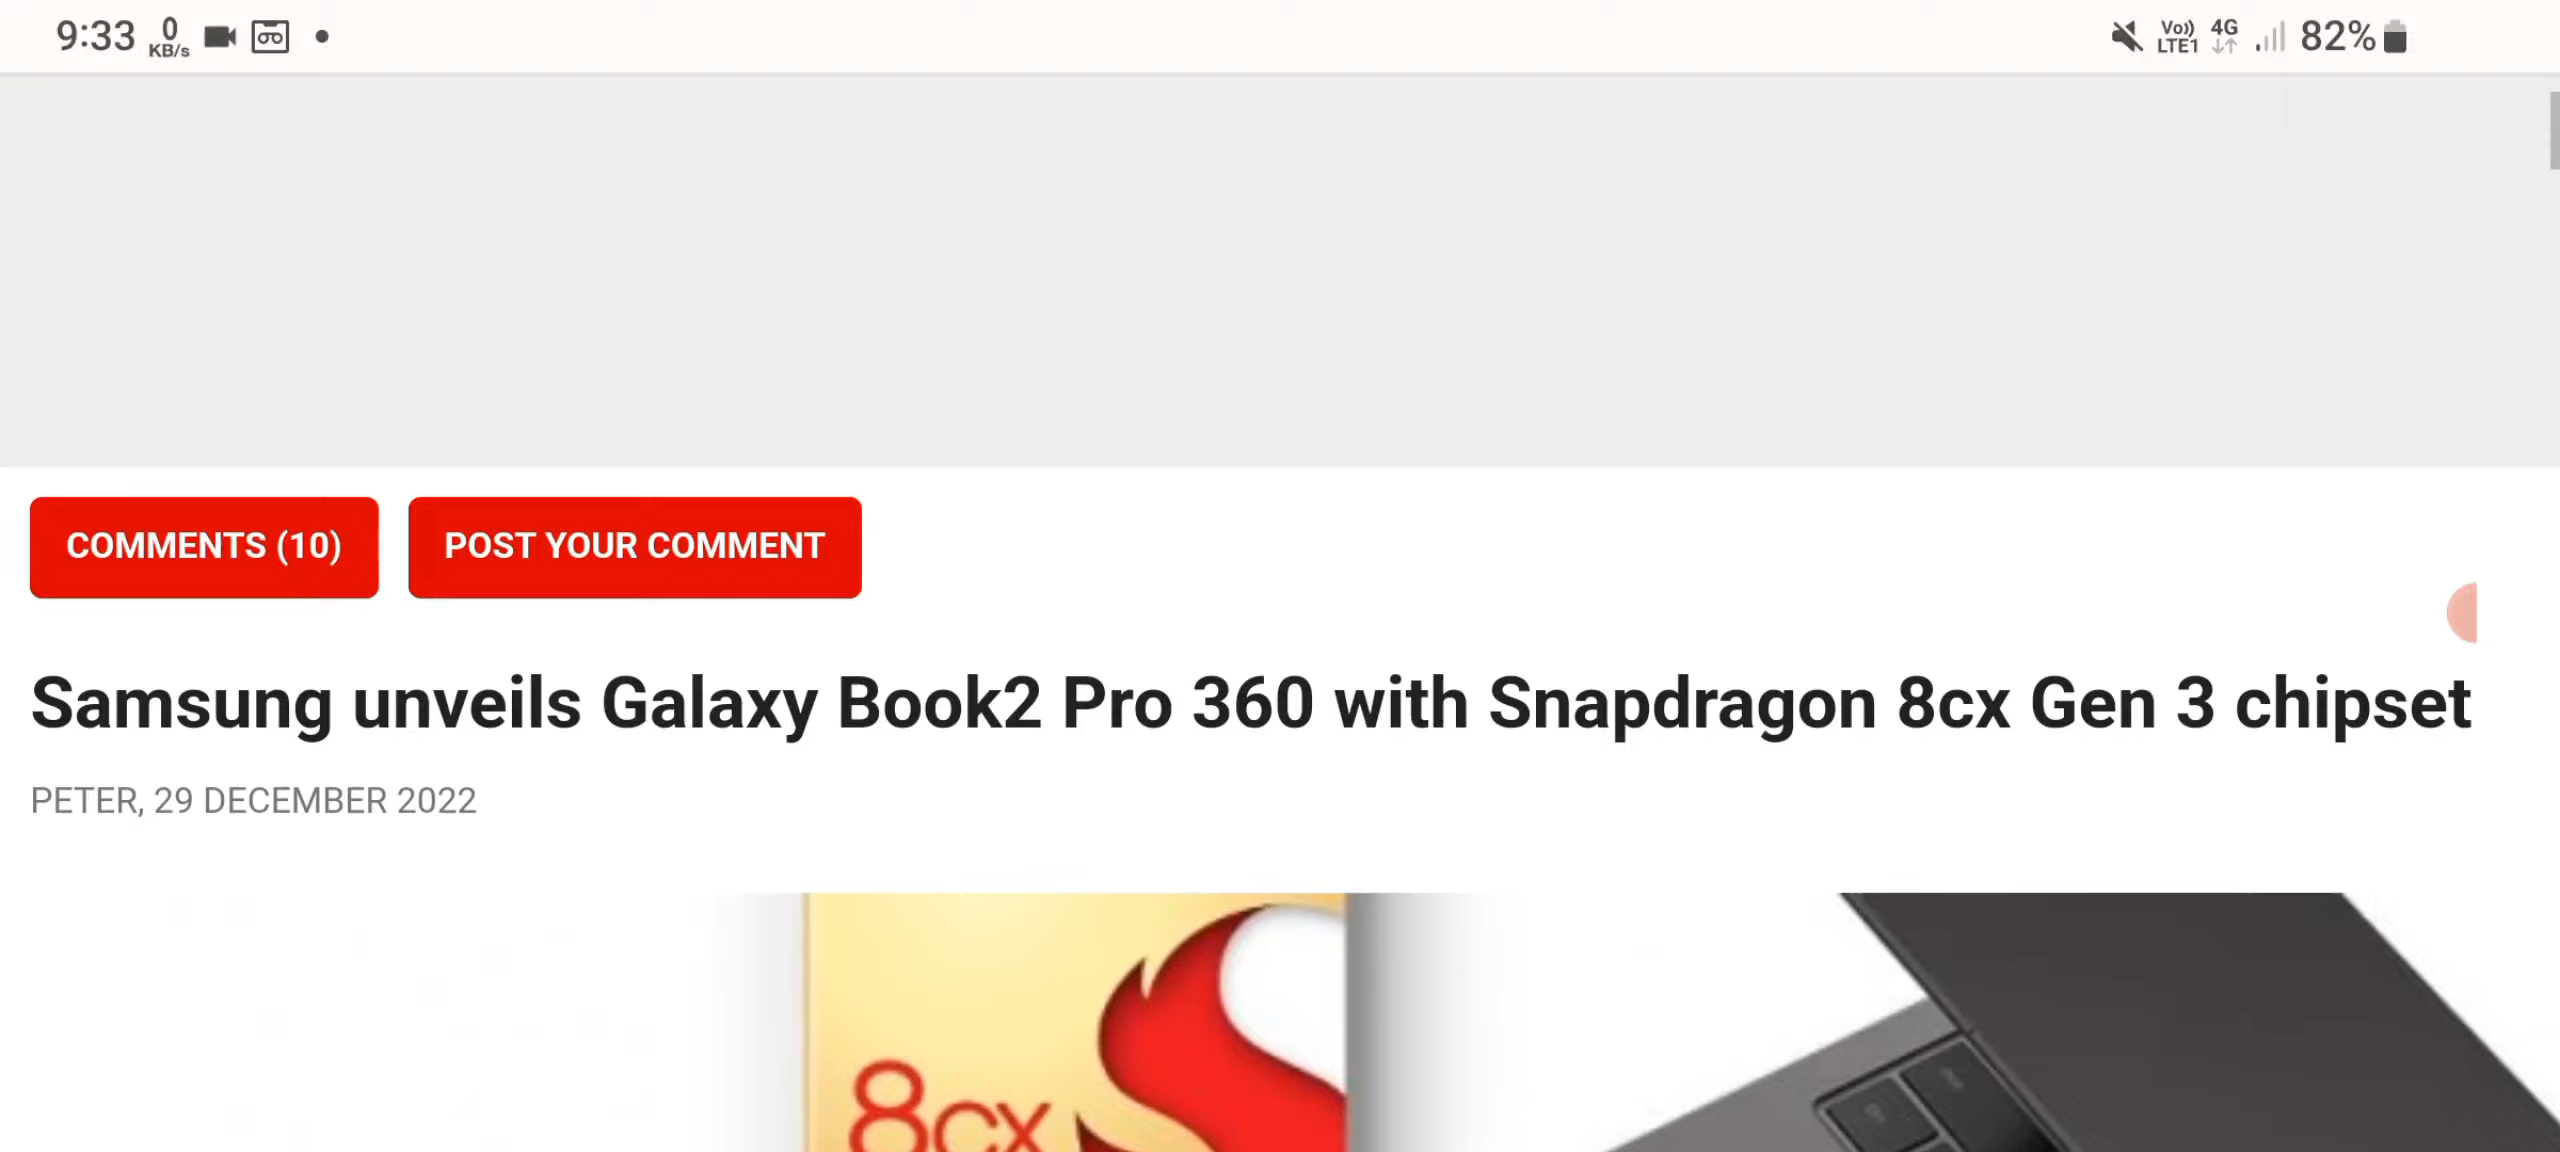 9:33 0 KB/s Vo)) LTE1 4G 82%
COMMENTS (10) POST YOUR COMMENT
Samsung unveils Galaxy Book2 Pro 360 with Snapdragon 8cx Gen 3 chipset
PETER, 29 DECEMBER 2022
8cx